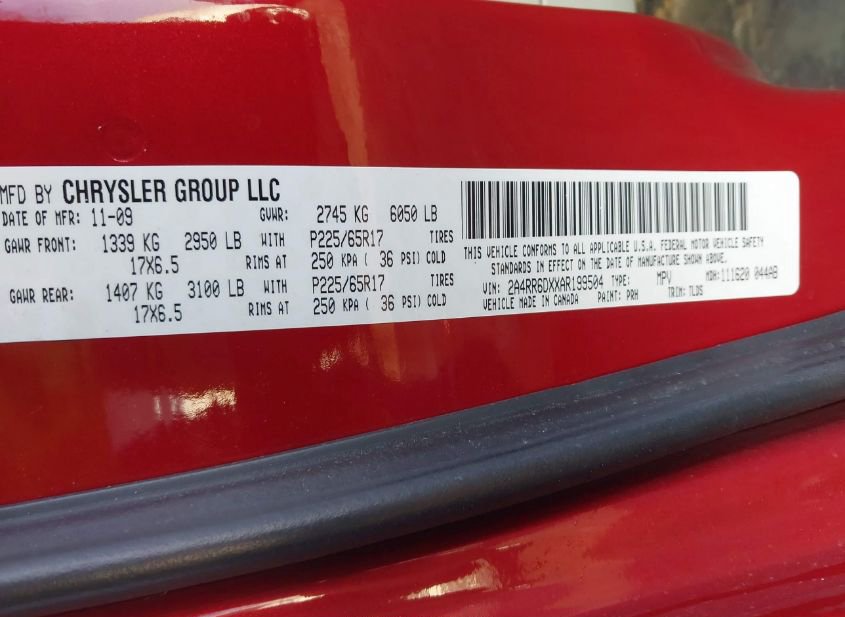 MFD BY CHRYSLER GROUP LLC
DATE OF MFR: 11-09 GVWR: 2745 KG 6050 LB
GAWR FRONT: 1339 KG 2950 LB WITH P225/65R17 TIRES
17X6.5 RIMS AT 250 KPA ( 36 PSI) COLD
GAWR REAR: 1407 KG 3100 LB WITH P225/65R17 TIRES
17X6.5 RIMS AT 250 KPA ( 36 PSI) COLD
THIS VEHICLE CONFORMS TO ALL APPLICABLE U.S.A. FEDERAL MOTOR VEHICLE SAFETY
STANDARDS IN EFFECT ON THE DATE OF MANUFACTURE SHOWN ABOVE.
VIN: 2A4RR6DXXAR199504 TYPE: MPV MDH: 111620 044AB
VEHICLE MADE IN CANADA PAINT: PRH TRIM: TLDS